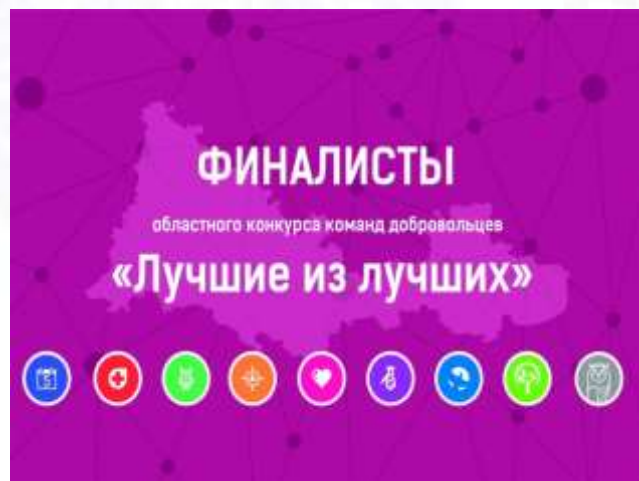 ФИНАЛИСТЫ
областного конкурса команд добровольцев
«Лучшие из лучших»